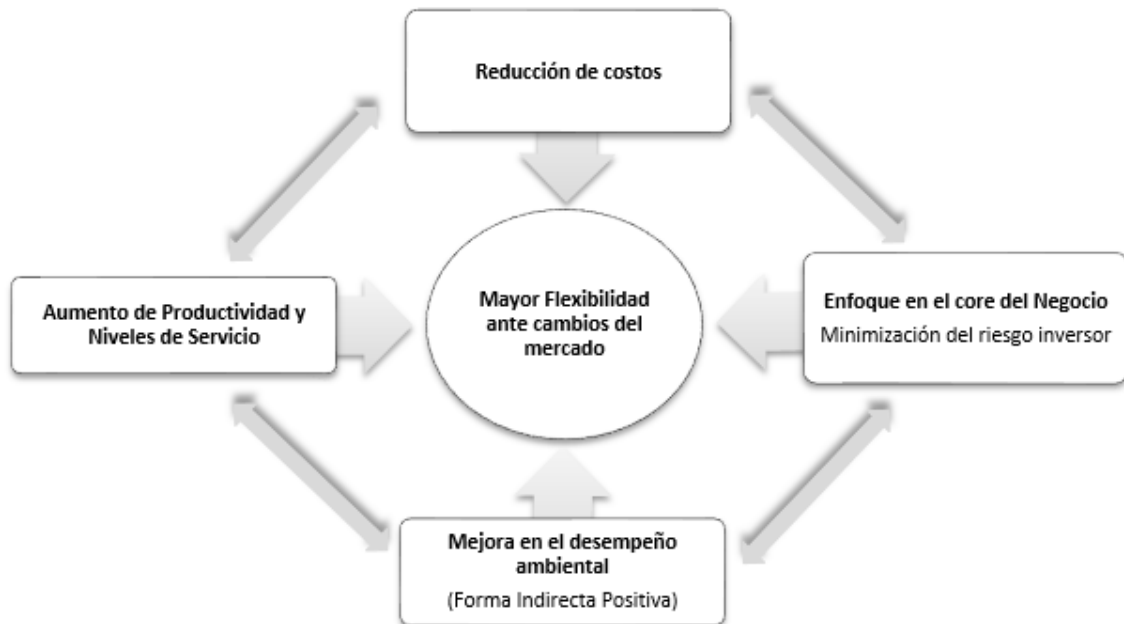 Reducción de costos
Aumento de Productividad y
Niveles de Servicio
Mayor Flexibilidad
ante cambios del
mercado
Enfoque en el core del Negocio
Minimización del riesgo inversor
Mejora en el desempeño
ambiental
(Forma Indirecta Positiva)